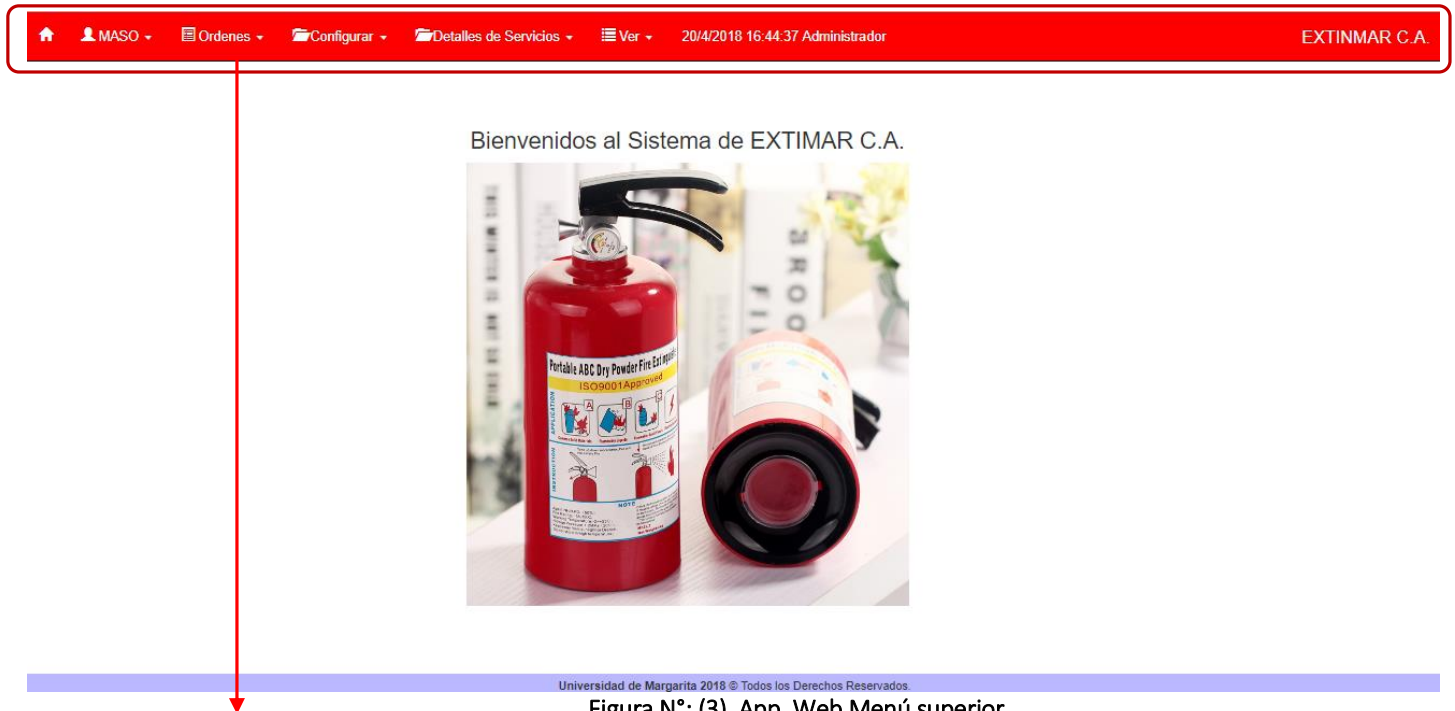 MASO Ordenes Configurar Detalles de Servicios Ver 20/4/2018 16:44:37 Administrador EXTINMAR C.A.
Bienvenidos al Sistema de EXTIMAR C.A.
Portable ABC Dry Powder Fire Extinguishe
ISO9001Approved
APPLICATION
A
B
C
INSTRUCTION
NOTE
Universidad de Margarita 2018 © Todos los Derechos Reservados.
Figura N°: (3). App. Web Menú superior